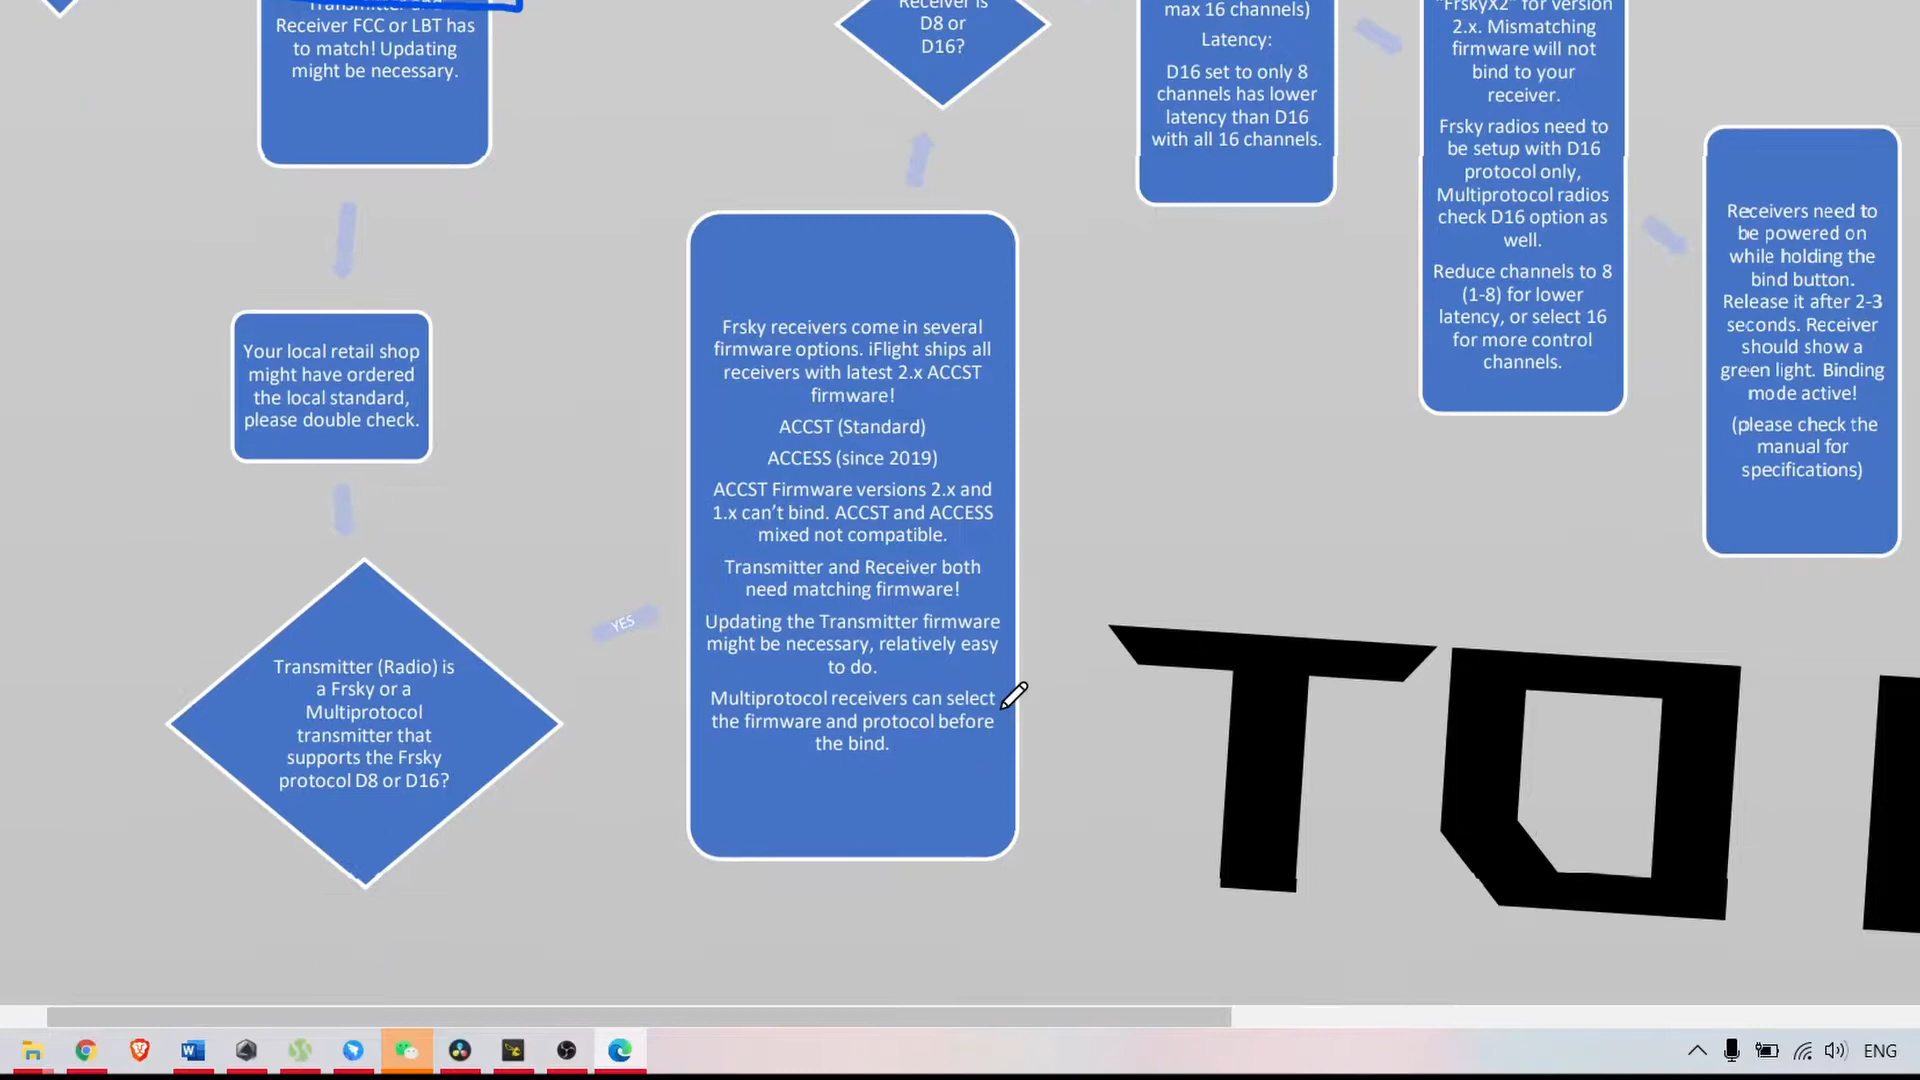 Transmitter and
Receiver FCC or LBT has
to match! Updating
might be necessary.
Your local retail shop
might have ordered
the local standard,
please double check.
Transmitter (Radio) is
a Frsky or a
Multiprotocol
transmitter that
supports the Frsky
protocol D8 or D16?
YES
Frsky receivers come in several
firmware options. iFlight ships all
receivers with latest 2.x ACCST
firmware!
ACCST (Standard)
ACCESS (since 2019)
ACCST Firmware versions 2.x and
1.x can’t bind. ACCST and ACCESS
mixed not compatible.
Transmitter and Receiver both
need matching firmware!
Updating the Transmitter firmware
might be necessary, relatively easy
to do.
Multiprotocol receivers can select
the firmware and protocol before
the bind.
Receiver is
D8 or
D16?
max 16 channels)
Latency:
D16 set to only 8
channels has lower
latency than D16
with all 16 channels.
"FrskyX2" for version
2.x. Mismatching
firmware will not
bind to your
receiver.
Frsky radios need to
be setup with D16
protocol only,
Multiprotocol radios
check D16 option as
well.
Reduce channels to 8
(1-8) for lower
latency, or select 16
for more control
channels.
Receivers need to
be powered on
while holding the
bind button.
Release it after 2-3
seconds. Receiver
should show a
green light. Binding
mode active!
(please check the
manual for
specifications)
TO
ENG